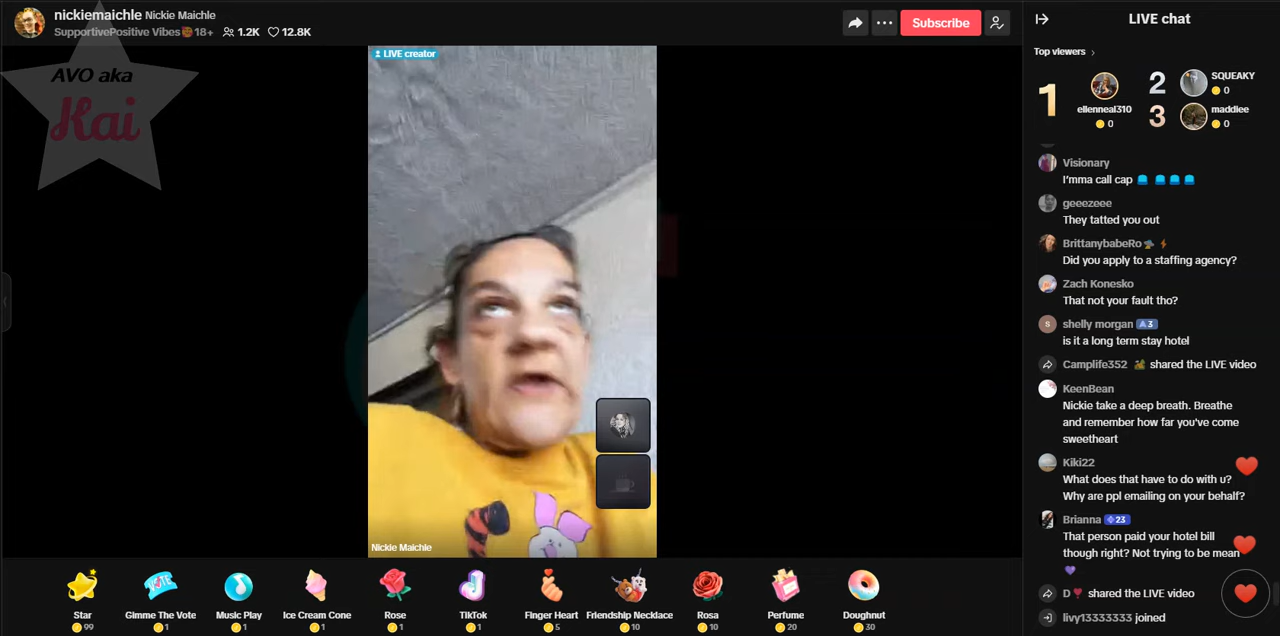 nickiemaichle Nickie Maichle
SupportivePositive Vibes 18+ 1.2K 12.8K
Subscribe
AVO aka
Kai
LIVE creator
Nickie Maichle
Star
99
Gimme The Vote
1
Music Play
1
Ice Cream Cone
1
Rose
1
TikTok
1
Finger Heart
5
Friendship Necklace
10
Rosa
10
Perfume
20
Doughnut
30
LIVE chat
Top viewers
1
ellenneal310
0
2
SQUEAKY
0
3
maddlee
0
Visionary
I'mma call cap
geeezeee
They tatted you out
BrittanybabeRo
Did you apply to a staffing agency?
Zach Konesko
That not your fault tho?
S
shelly morgan 3
is it a long term stay hotel
Camplife352 shared the LIVE video
KeenBean
Nickie take a deep breath. Breathe
and remember how far you've come
sweetheart
Kiki22
What does that have to do with u?
Why are ppl emailing on your behalf?
Brianna 23
That person paid your hotel bill
though right? Not trying to be mean
D shared the LIVE video
livy13333333 joined